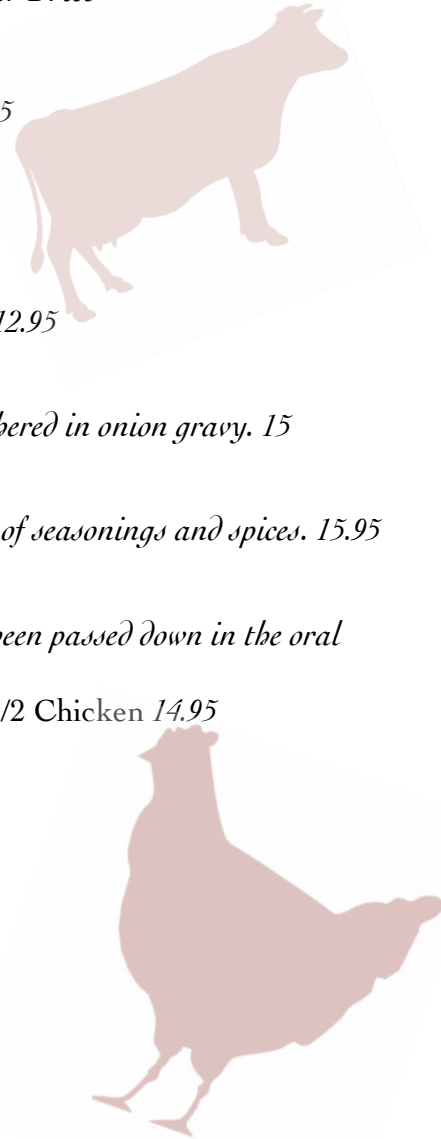 5
12.95
bered in onion gravy. 15
of seasonings and spices. 15.95
been passed down in the oral
/2 Chicken 14.95